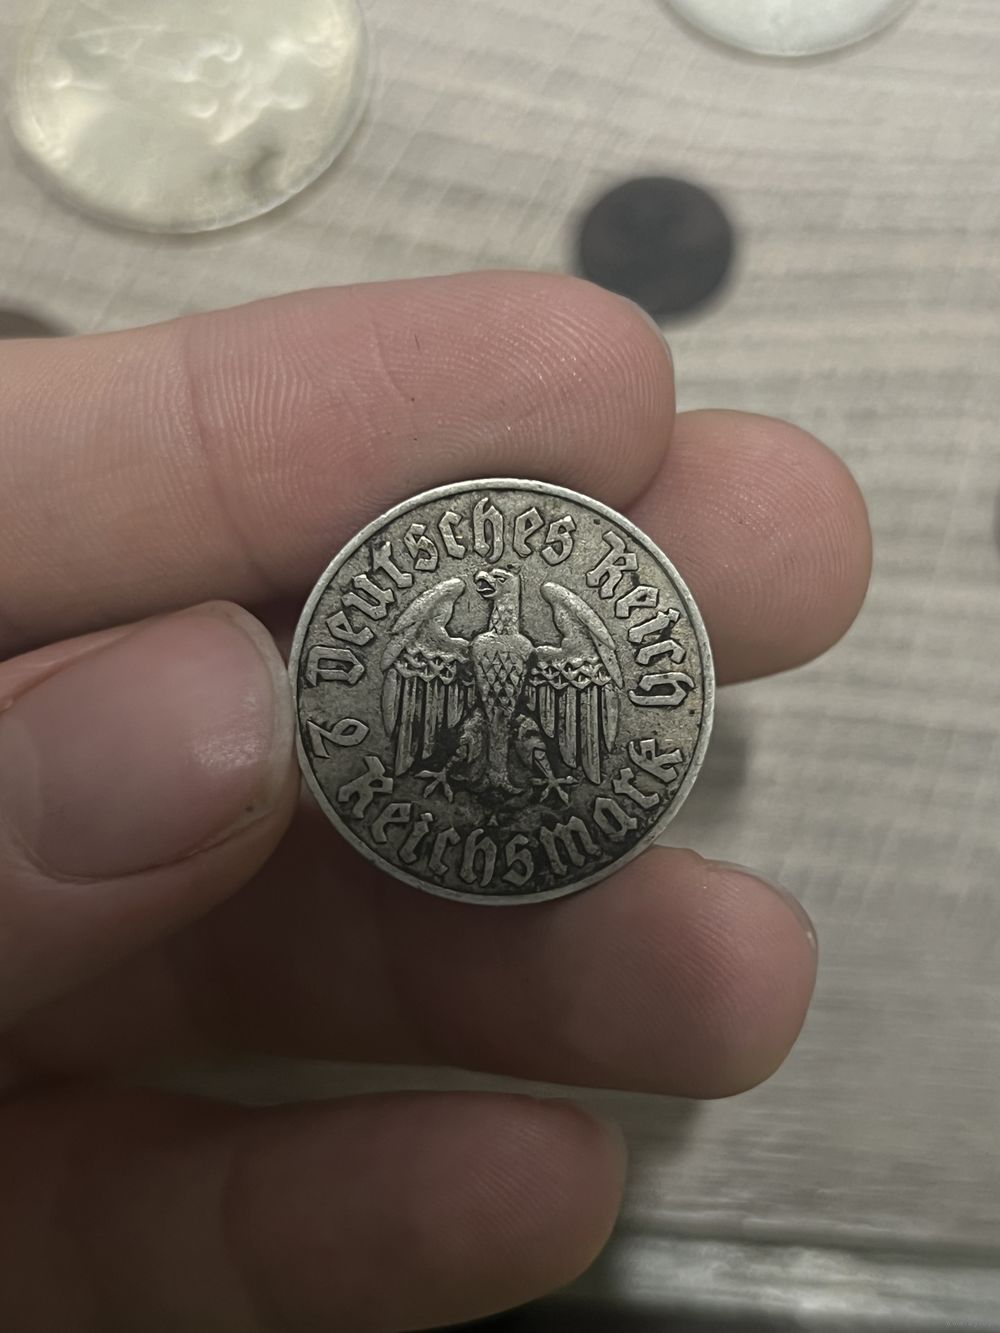 Deutsches Reich
2 Reichsmark
A